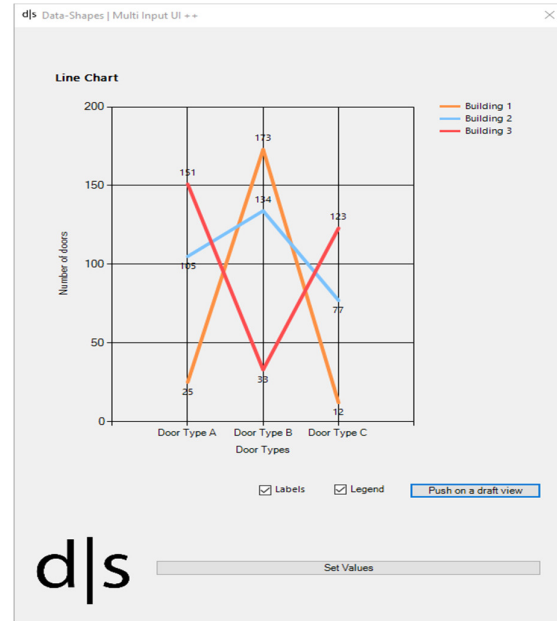 d|s Data-Shapes | Multi Input UI ++
Line Chart
Building 1
Building 2
Building 3
200
150
100
50
0
Number of doors
173
151
134
123
105
77
33
25
12
Door Type A Door Type B Door Type C
Door Types
Labels Legend Push on a draft view
d|s
Set Values